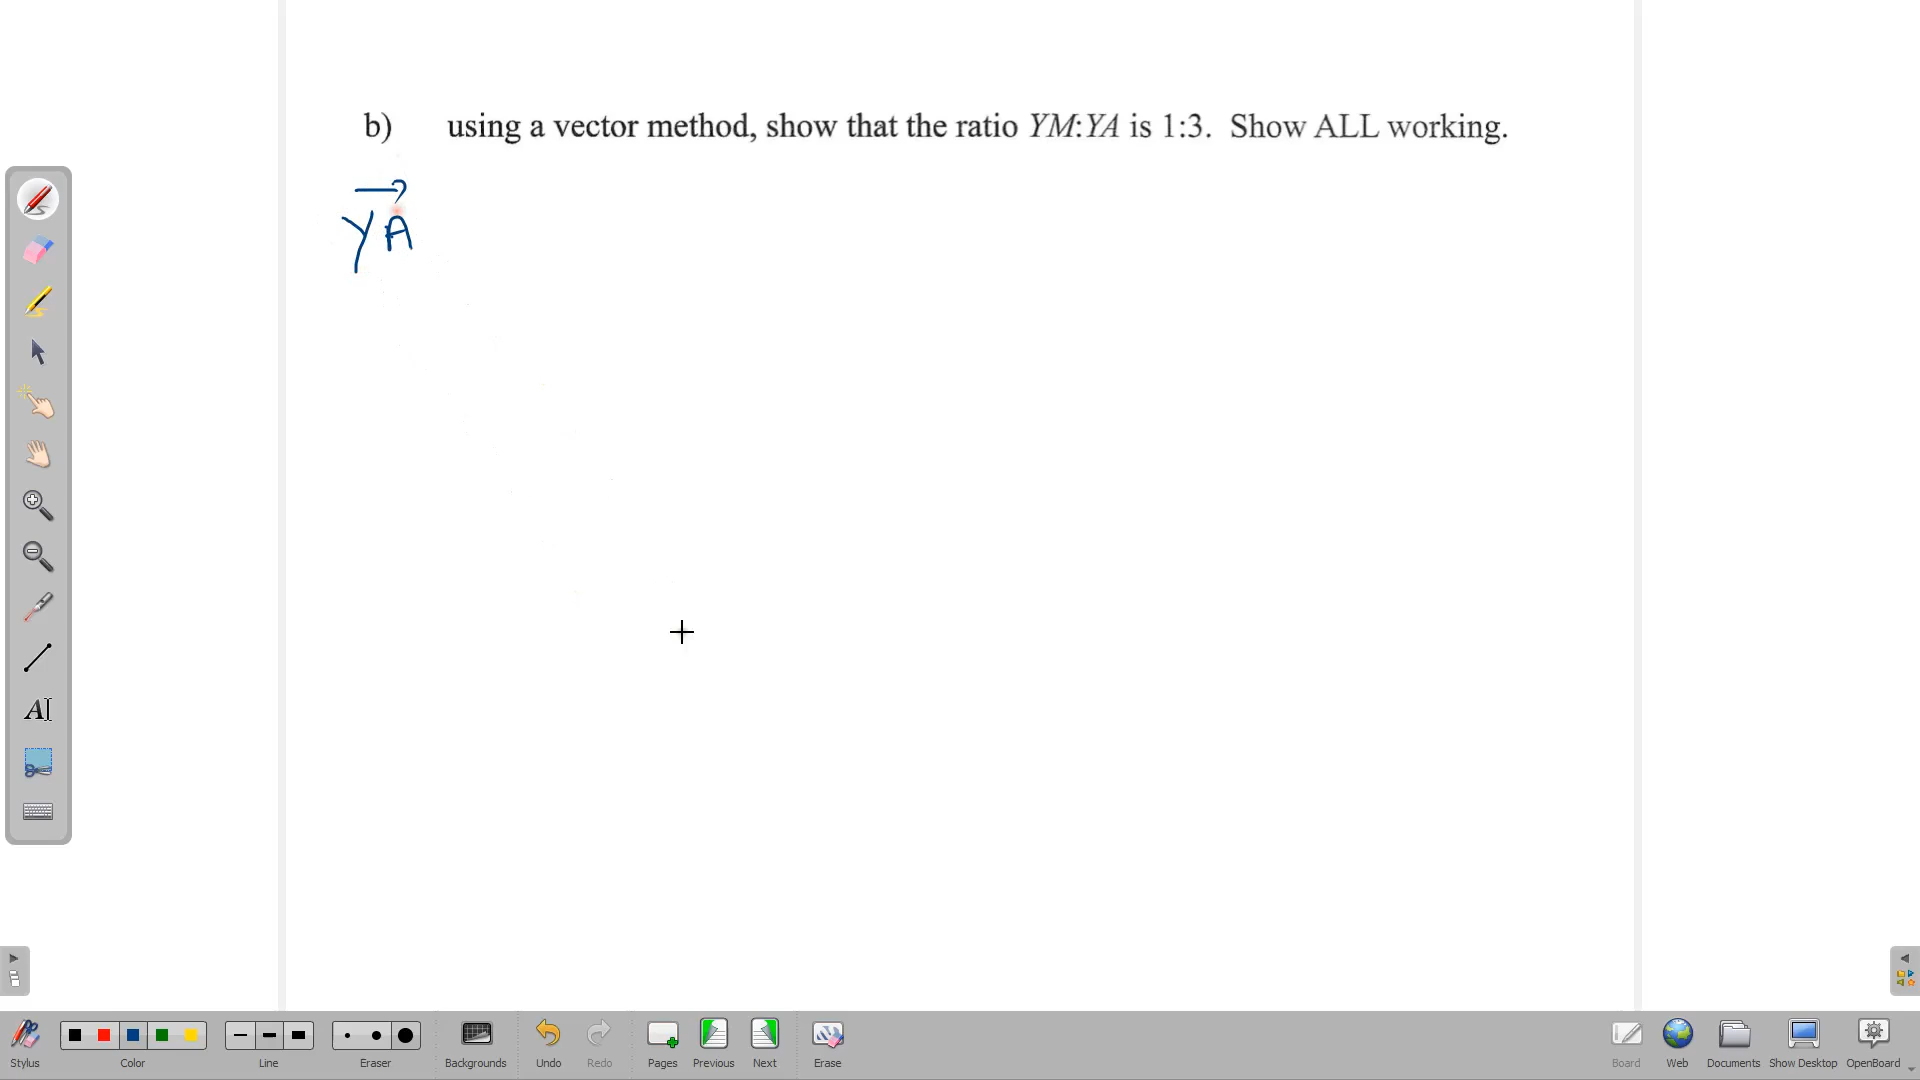 b) using a vector method, show that the ratio YM:YA is 1:3. Show ALL working.
YA
AI
Stylus Color Line Eraser Backgrounds Undo Redo Pages Previous Next Erase Board Web Documents Show Desktop OpenBoard